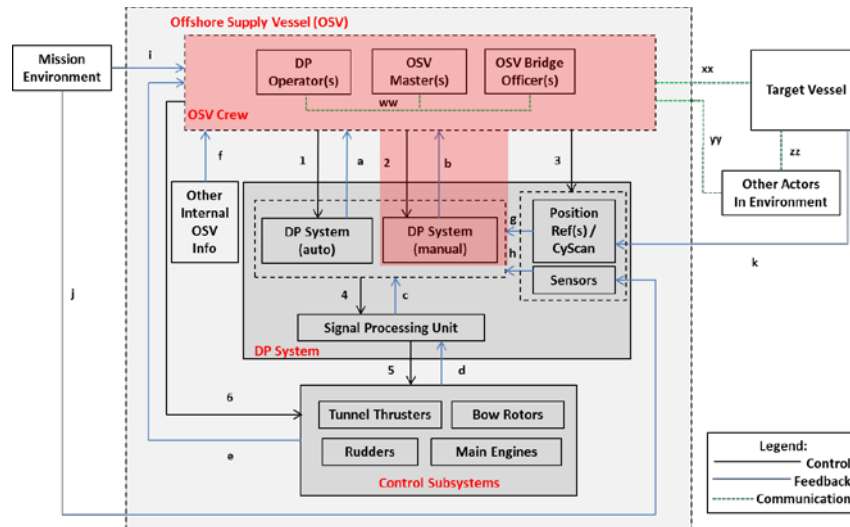 Offshore Supply Vessel (OSV)
Mission
Environment
i
DP
Operator(s)
OSV
Master(s)
OSV Bridge
Officer(s)
ww
OSV Crew
xx
Target Vessel
yy
zz
Other Actors
In Environment
f
1
a
2
b
3
Other
Internal
OSV
Info
DP System
(auto)
DP System
(manual)
g
h
Position
Ref(s) /
CyScan
Sensors
k
j
4
c
Signal Processing Unit
DP System
5
d
6
e
Tunnel Thrusters
Bow Rotors
Rudders
Main Engines
Control Subsystems
Legend:
Control
Feedback
Communication